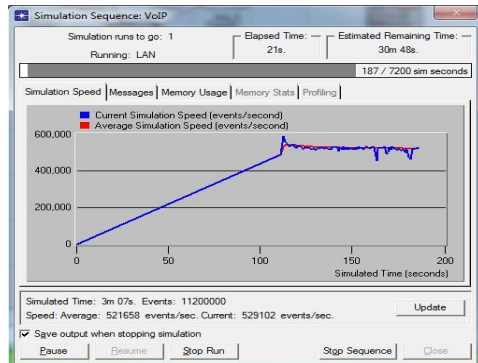 Simulation Sequence: VoIP
Simulation runs to go: 1
Running: LAN
Elapsed Time:
21s.
Estimated Remaining Time:
30m 48s.
187 / 7200 sim seconds
Simulation Speed Messages Memory Usage Memory Stats Profiling
Current Simulation Speed (events/second)
Average Simulation Speed (events/second)
600,000
400,000
200,000
0
0 50 100 150 200
Simulated Time (seconds)
Simulated Time: 3m 07s. Events: 11200000
Speed: Average: 521658 events/sec. Current: 529102 events/sec.
Update
Save output when stopping simulation
Pause Resume Stop Run Stop Sequence Close